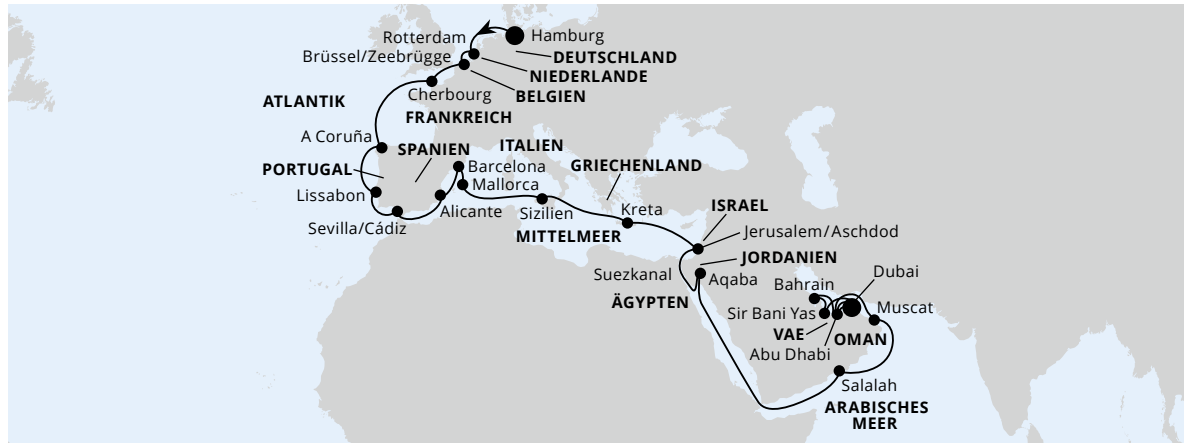 Hamburg
Rotterdam
Brüssel/Zeebrügge
DEUTSCHLAND
NIEDERLANDE
BELGIEN
Cherbourg
ATLANTIK
FRANKREICH
A Coruña
SPANIEN
ITALIEN
PORTUGAL
Barcelona
GRIECHENLAND
Mallorca
Lissabon
Alicante
Sizilien
Kreta
ISRAEL
Sevilla/Cádiz
MITTELMEER
Jerusalem/Aschdod
JORDANIEN
Suezkanal
Aqaba
Dubai
Bahrain
ÄGYPTEN
Muscat
Sir Bani Yas
VAE
OMAN
Abu Dhabi
Salalah
ARABISCHES
MEER